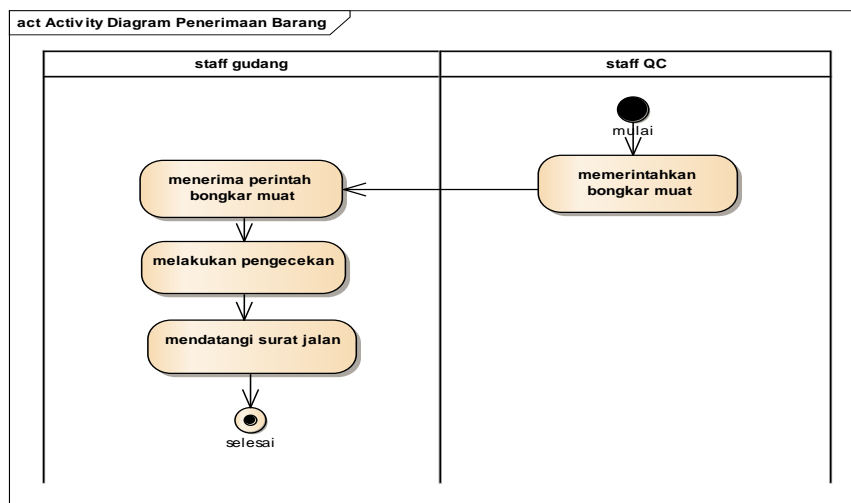 act Activity Diagram Penerimaan Barang
staff gudang
staff QC
mulai
memerintahkan
bongkar muat
menerima perintah
bongkar muat
melakukan pengecekan
mendatangi surat jalan
selesai